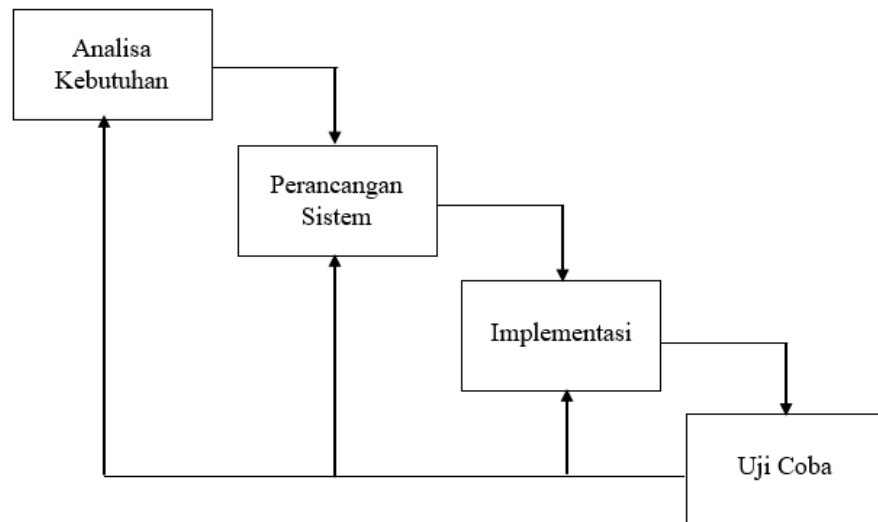 Analisa
Kebutuhan
Perancangan
Sistem
Implementasi
Uji Coba